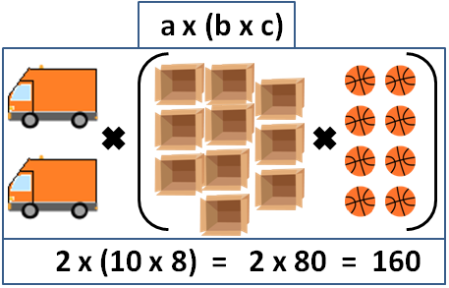 a x (b x c)
2 x (10 x 8) = 2 x 80 = 160